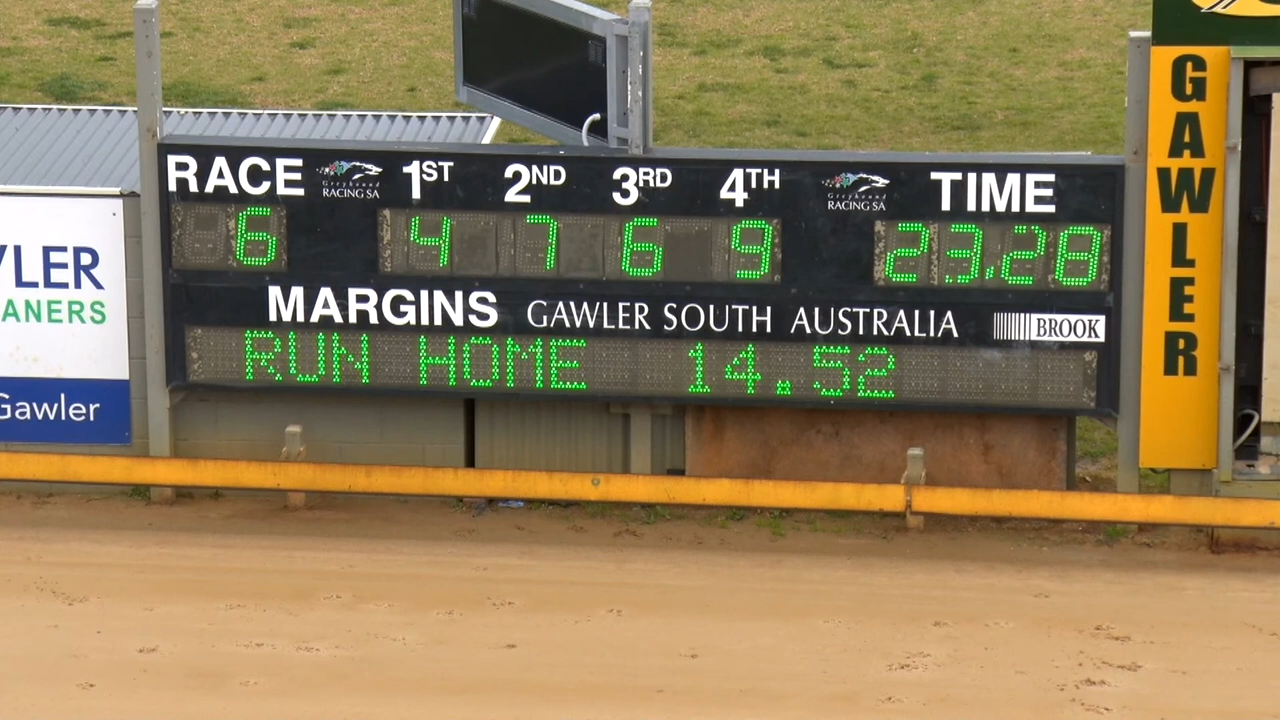 RACE 1ST 2ND 3RD 4TH TIME
Greyhound RACING SA Greyhound RACING SA
6 4 7 6 9 23.28
MARGINS GAWLER SOUTH AUSTRALIA BROOK
RUN HOME 14.52
GAWLER
LER
ANERS
Gawler